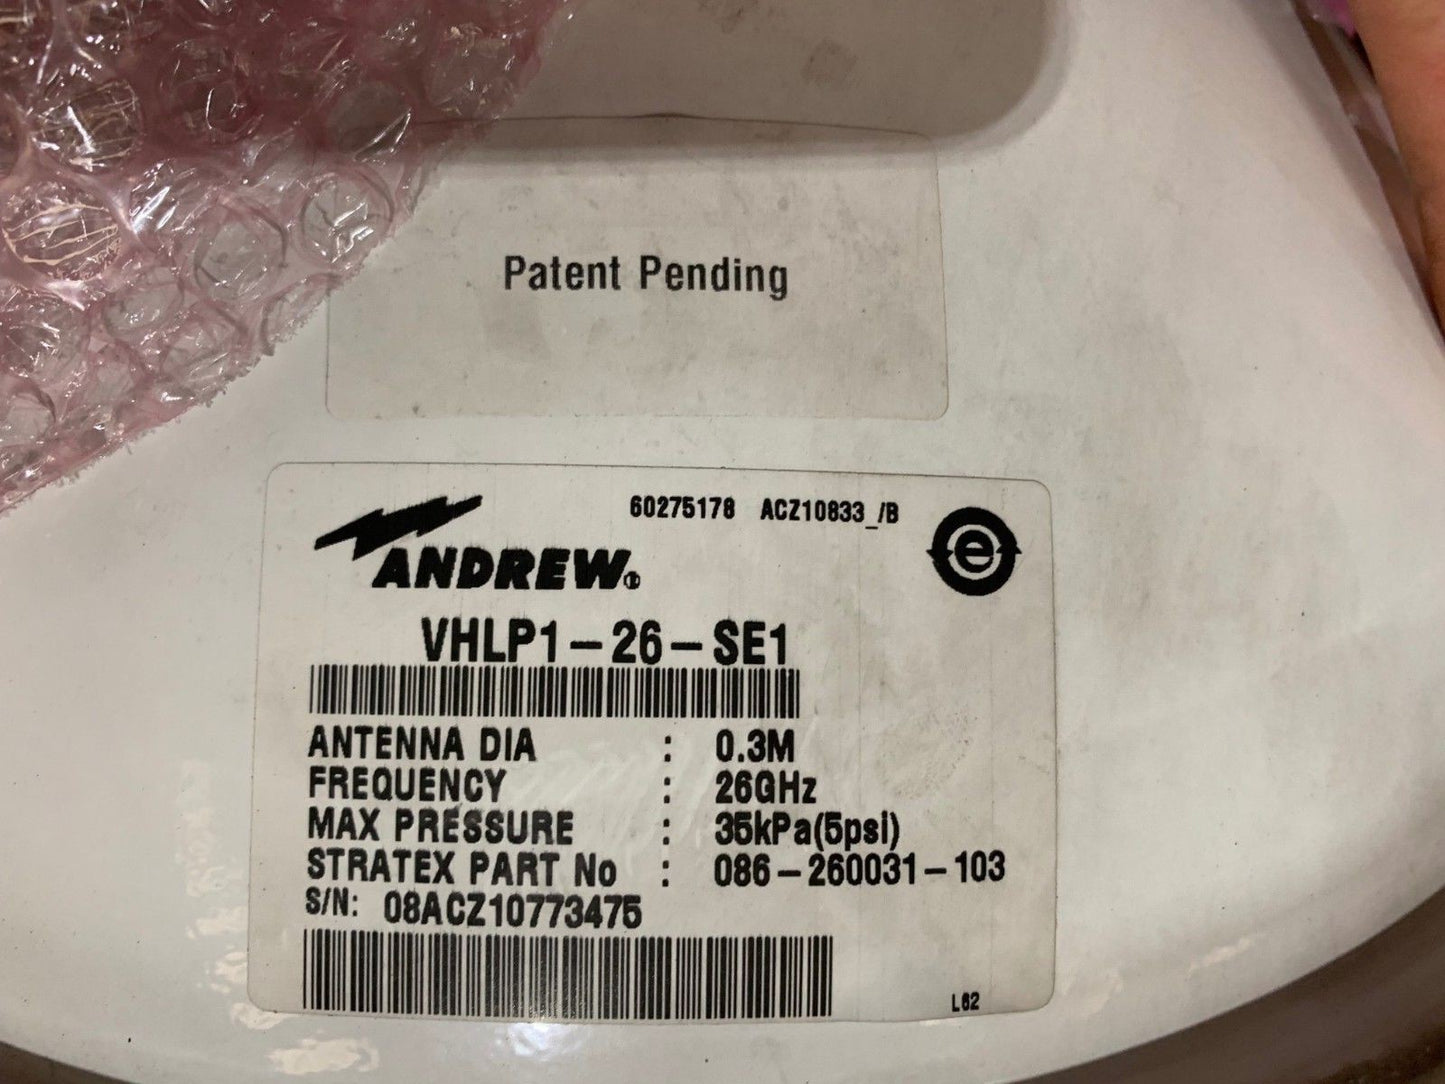 Patent Pending
60275178 ACZ10833_/B
ANDREW®
e
VHLP1-26-SE1
ANTENNA DIA : 0.3M
FREQUENCY : 26GHz
MAX PRESSURE : 35kPa(5psi)
STRATEX PART No : 086-260031-103
S/N: 08ACZ10773475
L62